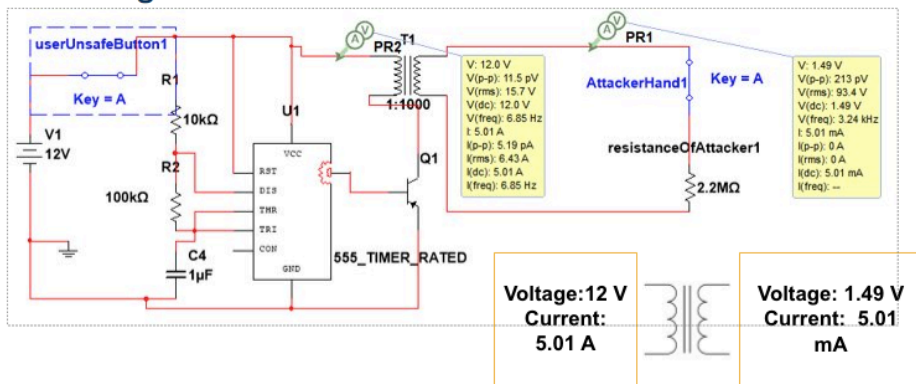 userUnsafeButton1
Key = A
R1
10kΩ
V1
12V
R2
100kΩ
C4
1µF
U1
VCC
RST
DIS
THR
TRI
CON
GND
555_TIMER_RATED
Q1
PR2
T1
1:1000
A
V
V: 12.0 V
V(p-p): 11.5 pV
V(rms): 15.7 V
V(dc): 12.0 V
V(freq): 6.85 Hz
I: 5.01 A
I(p-p): 5.19 pA
I(rms): 6.43 A
I(dc): 5.01 A
I(freq): 6.85 Hz
A
V
PR1
AttackerHand1
Key = A
resistanceOfAttacker1
2.2MΩ
V: 1.49 V
V(p-p): 213 pV
V(rms): 93.4 V
V(dc): 1.49 V
V(freq): 3.24 kHz
I: 5.01 mA
I(p-p): 0 A
I(rms): 0 A
I(dc): 5.01 mA
I(freq): --
Voltage:12 V
Current:
5.01 A
Voltage: 1.49 V
Current: 5.01
mA